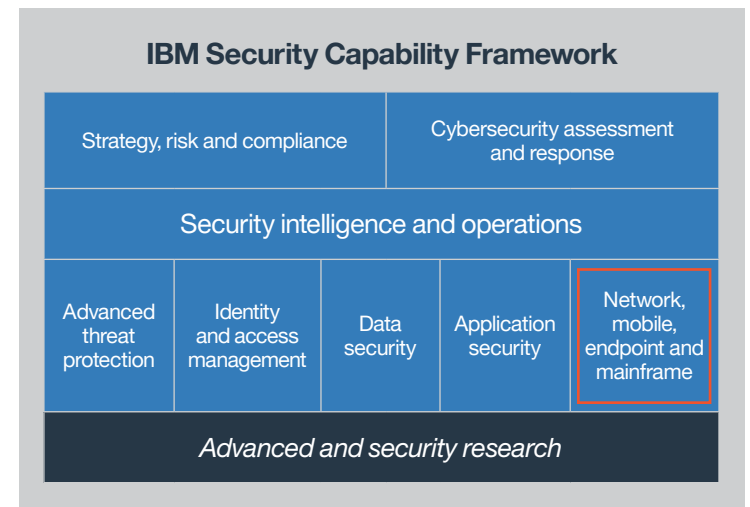 IBM Security Capability Framework
Strategy, risk and compliance
Cybersecurity assessment
and response
Security intelligence and operations
Advanced
threat
protection
Identity
and access
management
Data
security
Application
security
Network,
mobile,
endpoint and
mainframe
Advanced and security research